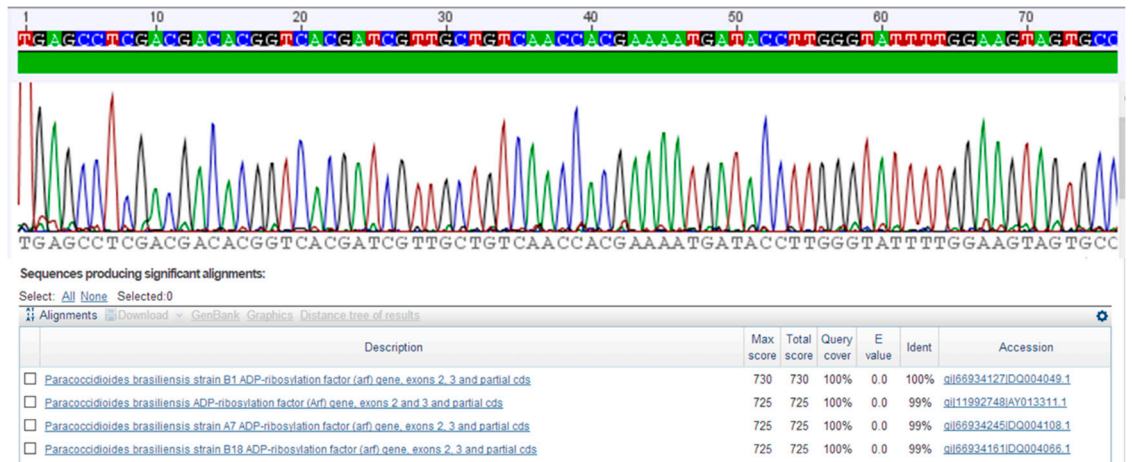 1 10 20 30 40 50 60 70
TGAGCCTCGACGACACGGTCACGATCGTTGCTGTCAACCACGAAAATGATACCTTGGGTATTTTGGAAGTAGTGCC
TGAGCCTCGACGACACGGTCACGATCGTTGCTGTCAACCACGAAAATGATACCTTGGGTATTTTGGAAGTAGTGCC
Sequences producing significant alignments:
Select: All None Selected:0
Alignments Download GenBank Graphics Distance tree of results
Description Max score Total score Query cover E value Ident Accession
Paracoccidioides brasiliensis strain B1 ADP-ribosylation factor (arf) gene, exons 2, 3 and partial cds 730 730 100% 0.0 100% gi|66934127|DQ004049.1
Paracoccidioides brasiliensis ADP-ribosylation factor (Arf) gene, exons 2 and 3 and partial cds 725 725 100% 0.0 99% gi|11992748|AY013311.1
Paracoccidioides brasiliensis strain A7 ADP-ribosylation factor (arf) gene, exons 2, 3 and partial cds 725 725 100% 0.0 99% gi|66934245|DQ004108.1
Paracoccidioides brasiliensis strain B18 ADP-ribosylation factor (arf) gene, exons 2, 3 and partial cds 725 725 100% 0.0 99% gi|66934161|DQ004066.1